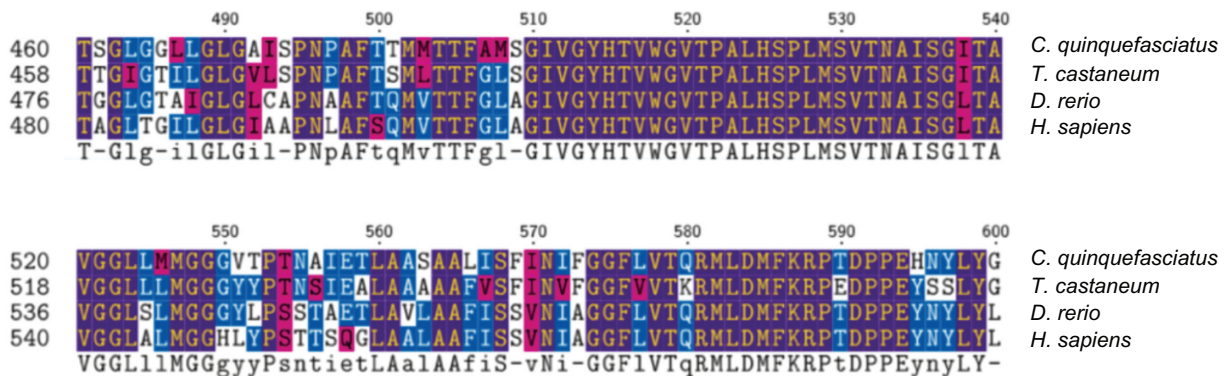 490 500 510 520 530 540
460 TSGLGGLLGLGAISPNPAFTTMMTTFAMSGIVGYHTVWGVTPALHSPLMSVTNAISGITA C. quinquefasciatus
458 TTGIGTILGLGVLSPNPAFTSMLTTFGLSGIVGYHTVWGVTPALHSPLMSVTNAISGITA T. castaneum
476 TGGLGTAIGLGLCAPNAAFTQMVTTFGLAGIVGYHTVWGVTPALHSPLMSVTNAISGLTA D. rerio
480 TAGLTGILGLGIAAPNLAFSQMVTTFGLAGIVGYHTVWGVTPALHSPLMSVTNAISGLTA H. sapiens
T-Glg-ilGLGil-PNpAFtqMvTTFgl-GIVGYHTVWGVTPALHSPLMSVTNAISGlTA
550 560 570 580 590 600
520 VGGLLMMGGGVTPTNAIETLAASAALISFINIFGGFLVTQRMLDMFKRPTDPPEHNYLYG C. quinquefasciatus
518 VGGLLLMGGGYYPTNSIEALAAAAAFVSFINVFGGFVVTKRMLDMFKRPEDPPEYSSLYG T. castaneum
536 VGGLSLMGGGYLPSSTAETLAVLAAFISSVNIAGGFLVTQRMLDMFKRPTDPPEYNYLYL D. rerio
540 VGGLALMGGHLYPSTTSQGLAALAAFISSVNIAGGFLVTQRMLDMFKRPTDPPEYNYLYL H. sapiens
VGGLllMGGgyyPsntietLAalAAfiS-vNi-GGFlVTqRMLDMFKRPtDPPEynyLY-